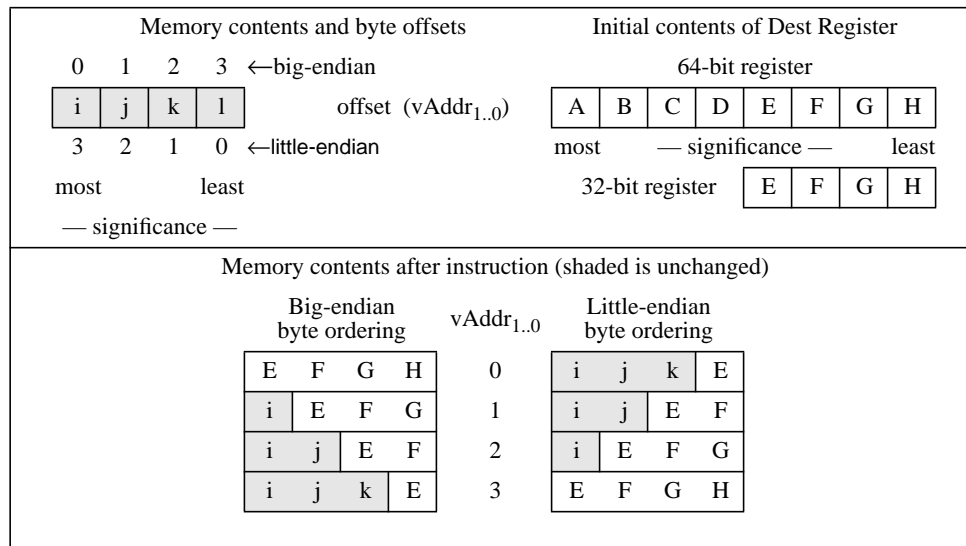 Memory contents and byte offsets
Initial contents of Dest Register
0 1 2 3 ←big-endian
64-bit register
i j k l
offset (vAddr1..0)
A B C D E F G H
3 2 1 0 ←little-endian
most — significance — least
most least
32-bit register E F G H
— significance —
Memory contents after instruction (shaded is unchanged)
Big-endian
byte ordering
vAddr1..0
Little-endian
byte ordering
E F G H 0 i j k E
i E F G 1 i j E F
i j E F 2 i E F G
i j k E 3 E F G H